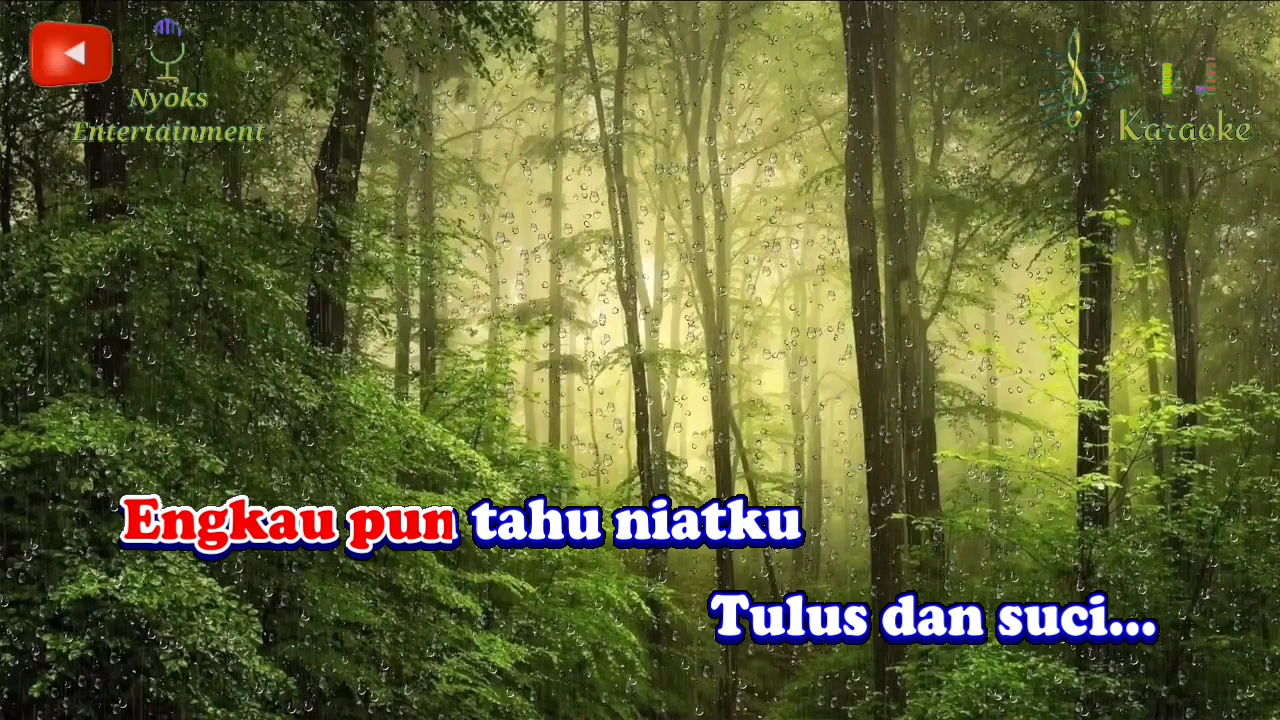 Nyoks
Entertainment
Karaoke
Engkau pun tahu niatku
Tulus dan suci...